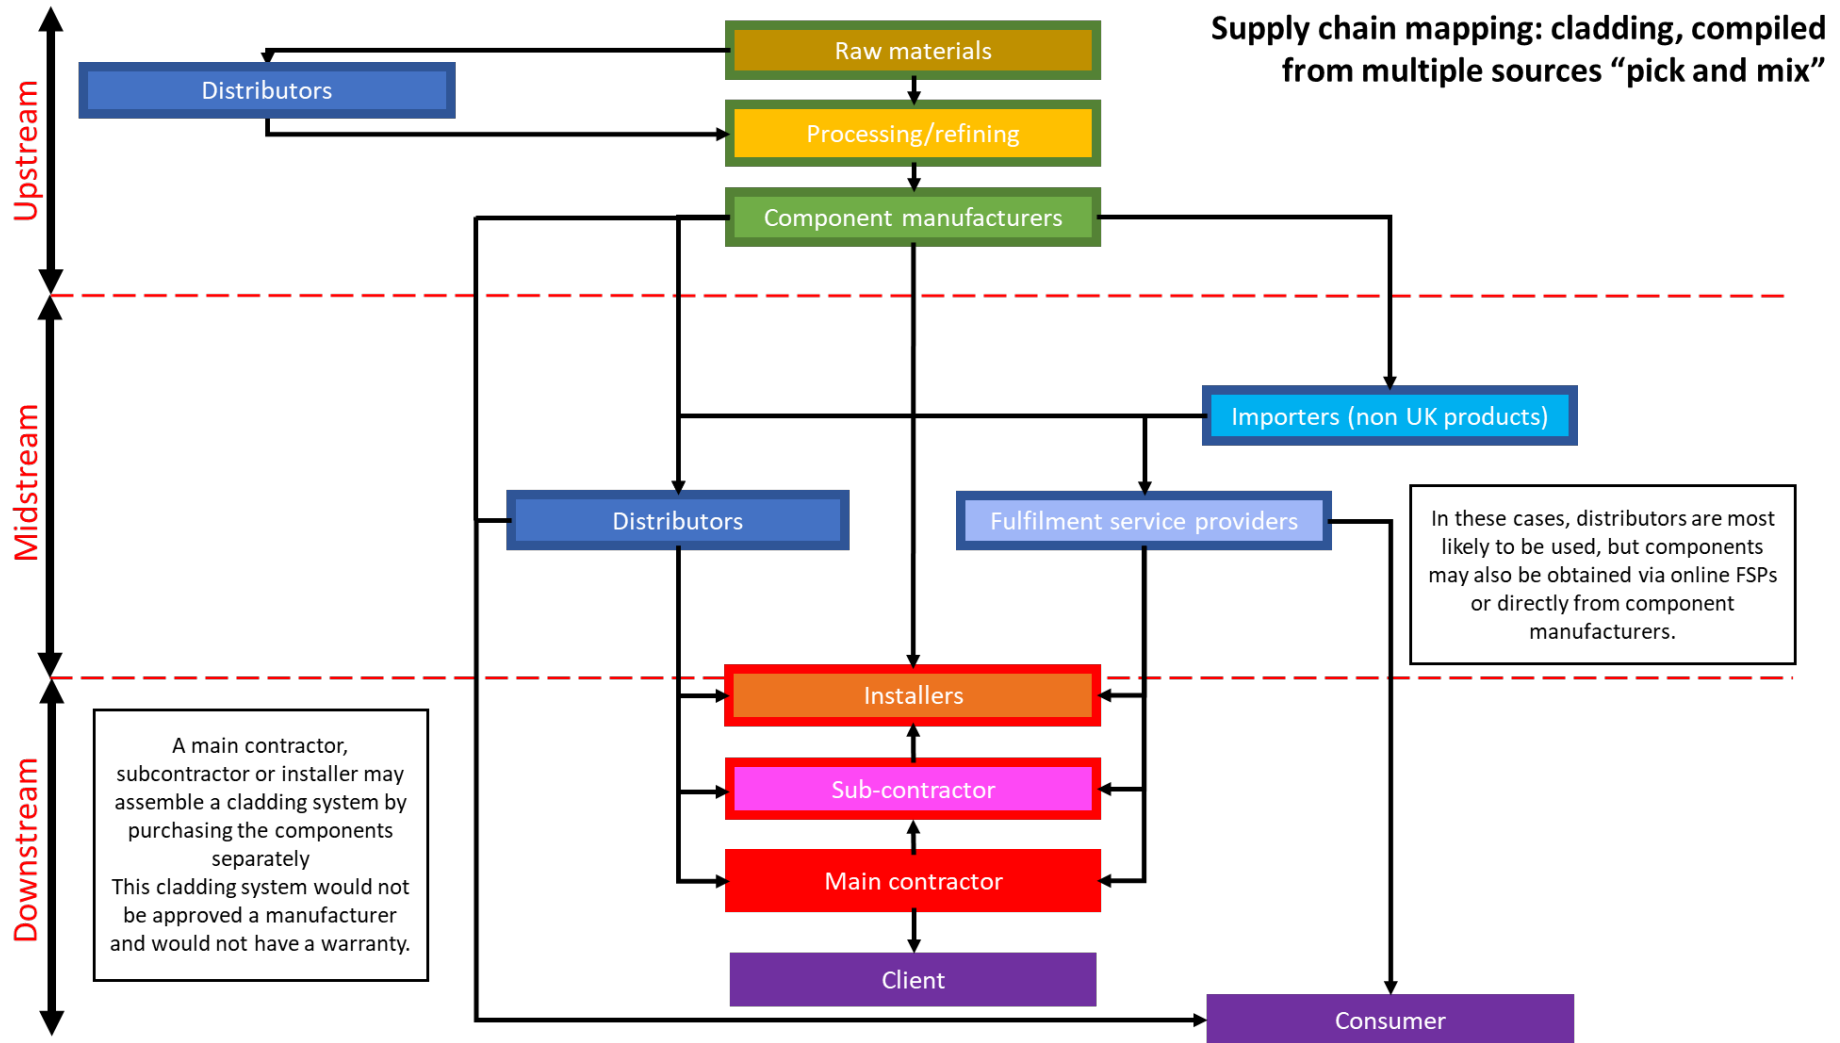 Supply chain mapping: cladding, compiled
from multiple sources “pick and mix”
Upstream
Raw materials
Distributors
Processing/refining
Component manufacturers
Midstream
Importers (non UK products)
Distributors
Fulfilment service providers
In these cases, distributors are most
likely to be used, but components
may also be obtained via online FSPs
or directly from component
manufacturers.
Downstream
Installers
A main contractor,
subcontractor or installer may
assemble a cladding system by
purchasing the components
separately
This cladding system would not
be approved a manufacturer
and would not have a warranty.
Sub-contractor
Main contractor
Client
Consumer